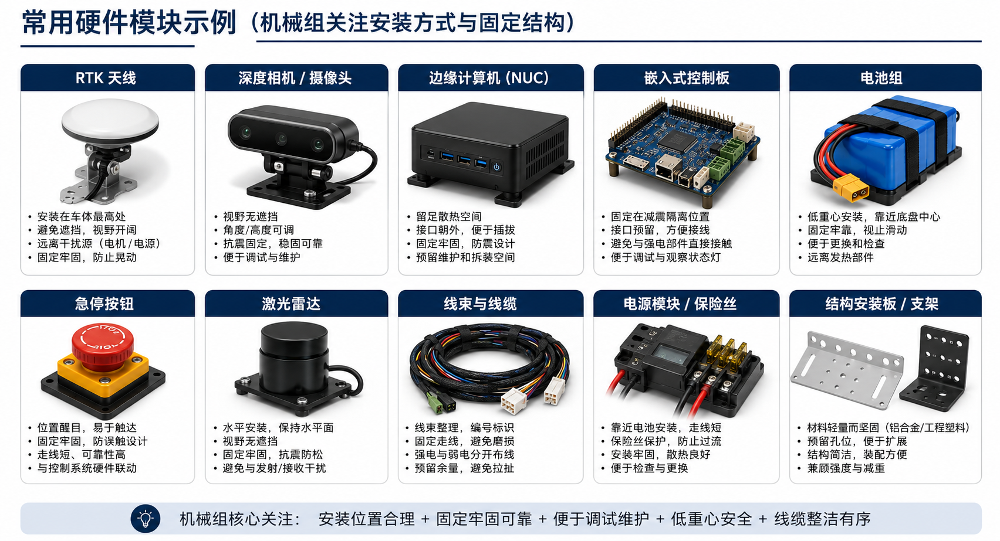 常用硬件模块示例（机械组关注安装方式与固定结构）
RTK 天线
• 安装在车体最高处
• 避免遮挡，视野开阔
• 远离干扰源（电机 / 电源）
• 固定牢固，防止晃动
深度相机 / 摄像头
• 视野无遮挡
• 角度/高度可调
• 抗震固定，稳固可靠
• 便于调试与维护
边缘计算机（NUC）
• 留足散热空间
• 接口朝外，便于插拔
• 固定牢固，防震设计
• 预留维护和拆装空间
嵌入式控制板
• 固定在减震隔离位置
• 接口预留，方便接线
• 避免与强电部件直接接触
• 便于调试与观察状态灯
电池组
• 低重心安装，靠近底盘中心
• 固定牢靠，视止滑动
• 便于更换和检查
• 远离发热部件
急停按钮
• 位置醒目，易于触达
• 固定牢固，防误触设计
• 走线短、可靠性高
• 与控制系统硬件联动
激光雷达
• 水平安装，保持水平面
• 视野无遮挡
• 固定牢固，抗震防松
• 避免与发射/接收干扰
线束与线缆
• 线束整理，编号标识
• 固定走线，避免磨损
• 强电与弱电分开布线
• 预留余量，避免拉扯
电源模块 / 保险丝
• 靠近电池安装，走线短
• 保险丝保护，防止过流
• 安装牢固，散热良好
• 便于检查与更换
结构安装板 / 支架
• 材料轻量而坚固（铝合金/工程塑料）
• 预留孔位，便于扩展
• 结构简洁，装配方便
• 兼顾强度与减重
机械组核心关注： 安装位置合理 + 固定牢固可靠 + 便于调试维护 + 低重心安全 + 线缆整洁有序